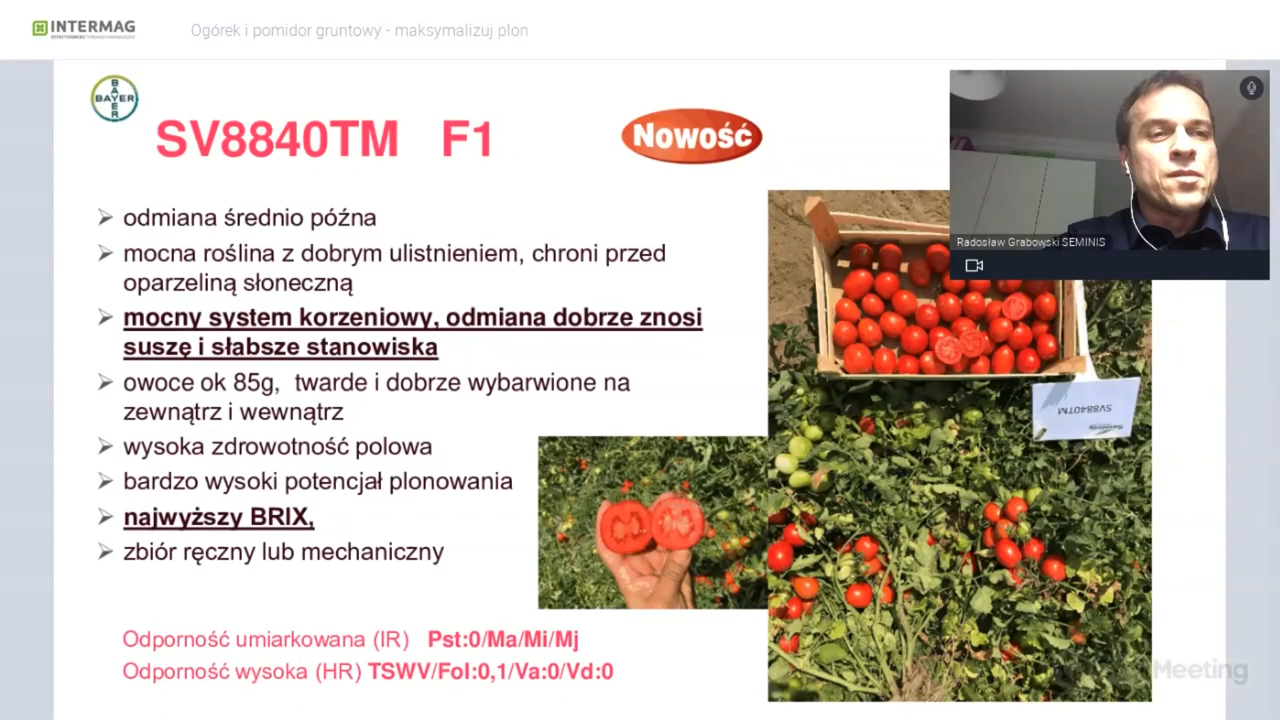 INTERMAG
Ogórek i pomidor gruntowy - maksymalizuj plon
BAYER
BAYER
SV8840TM F1
Nowość
Radosław Grabowski SEMINIS
odmiana średnio późna
mocna roślina z dobrym ulistnieniem, chroni przed
oparzeliną słoneczną
mocny system korzeniowy, odmiana dobrze znosi
suszę i słabsze stanowiska
owoce ok 85g, twarde i dobrze wybarwione na
zewnątrz i wewnątrz
wysoka zdrowotność polowa
bardzo wysoki potencjał plonowania
najwyższy BRIX,
zbiór ręczny lub mechaniczny
SV8840TM
Seminis
Odporność umiarkowana (IR) Pst:0/Ma/Mi/Mj
Odporność wysoka (HR) TSWV/Fol:0,1/Va:0/Vd:0
Meeting